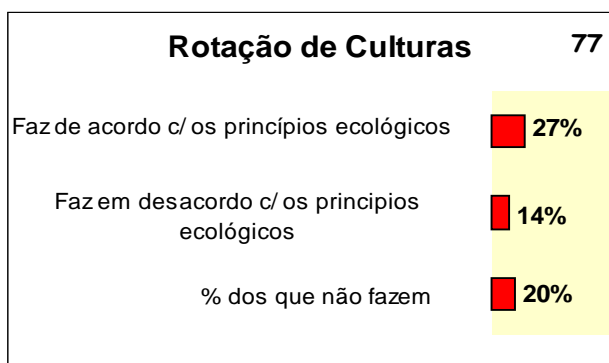 Rotação de Culturas 77
Faz de acordo c/ os princípios ecológicos 27%
Faz em desacordo c/ os principios
ecológicos 14%
% dos que não fazem 20%